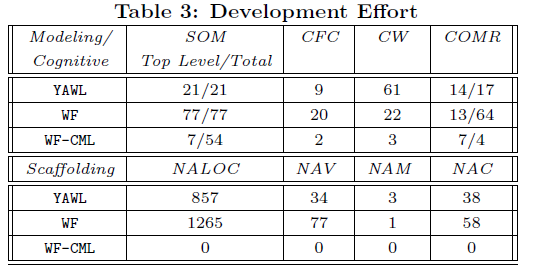 Table 3: Development Effort
Modeling/ SOM CFC CW COMR
Cognitive Top Level/Total
YAWL 21/21 9 61 14/17
WF 77/77 20 22 13/64
WF-CML 7/54 2 3 7/4
Scaffolding NALOC NAV NAM NAC
YAWL 857 34 3 38
WF 1265 77 1 58
WF-CML 0 0 0 0